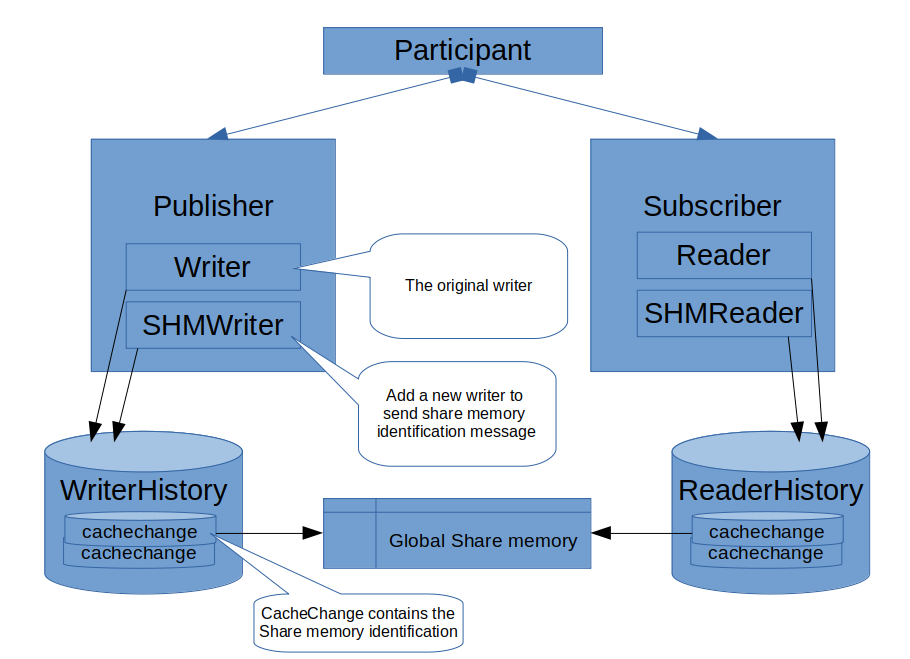 Participant
Publisher
Writer
SHMWriter
The original writer
Add a new writer to
send share memory
identification message
Subscriber
Reader
SHMReader
WriterHistory
cachechange
cachechange
Global Share memory
ReaderHistory
cachechange
cachechange
CacheChange contains the
Share memory identification